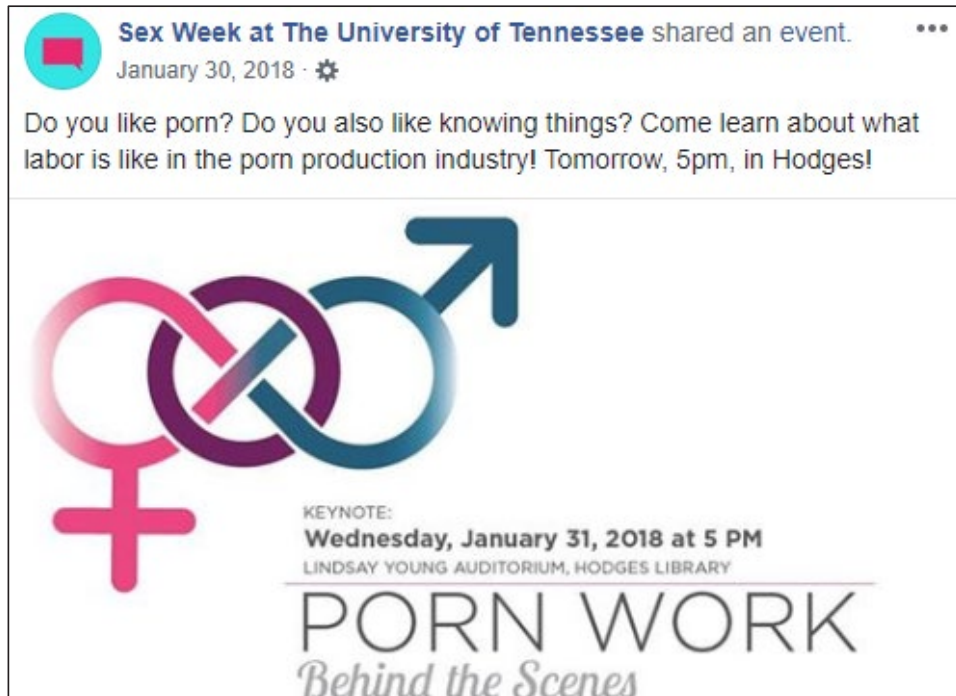 Sex Week at The University of Tennessee shared an event.
January 30, 2018 ·
Do you like porn? Do you also like knowing things? Come learn about what
labor is like in the porn production industry! Tomorrow, 5pm, in Hodges!
KEYNOTE:
Wednesday, January 31, 2018 at 5 PM
LINDSAY YOUNG AUDITORIUM, HODGES LIBRARY
PORN WORK
Behind the Scenes